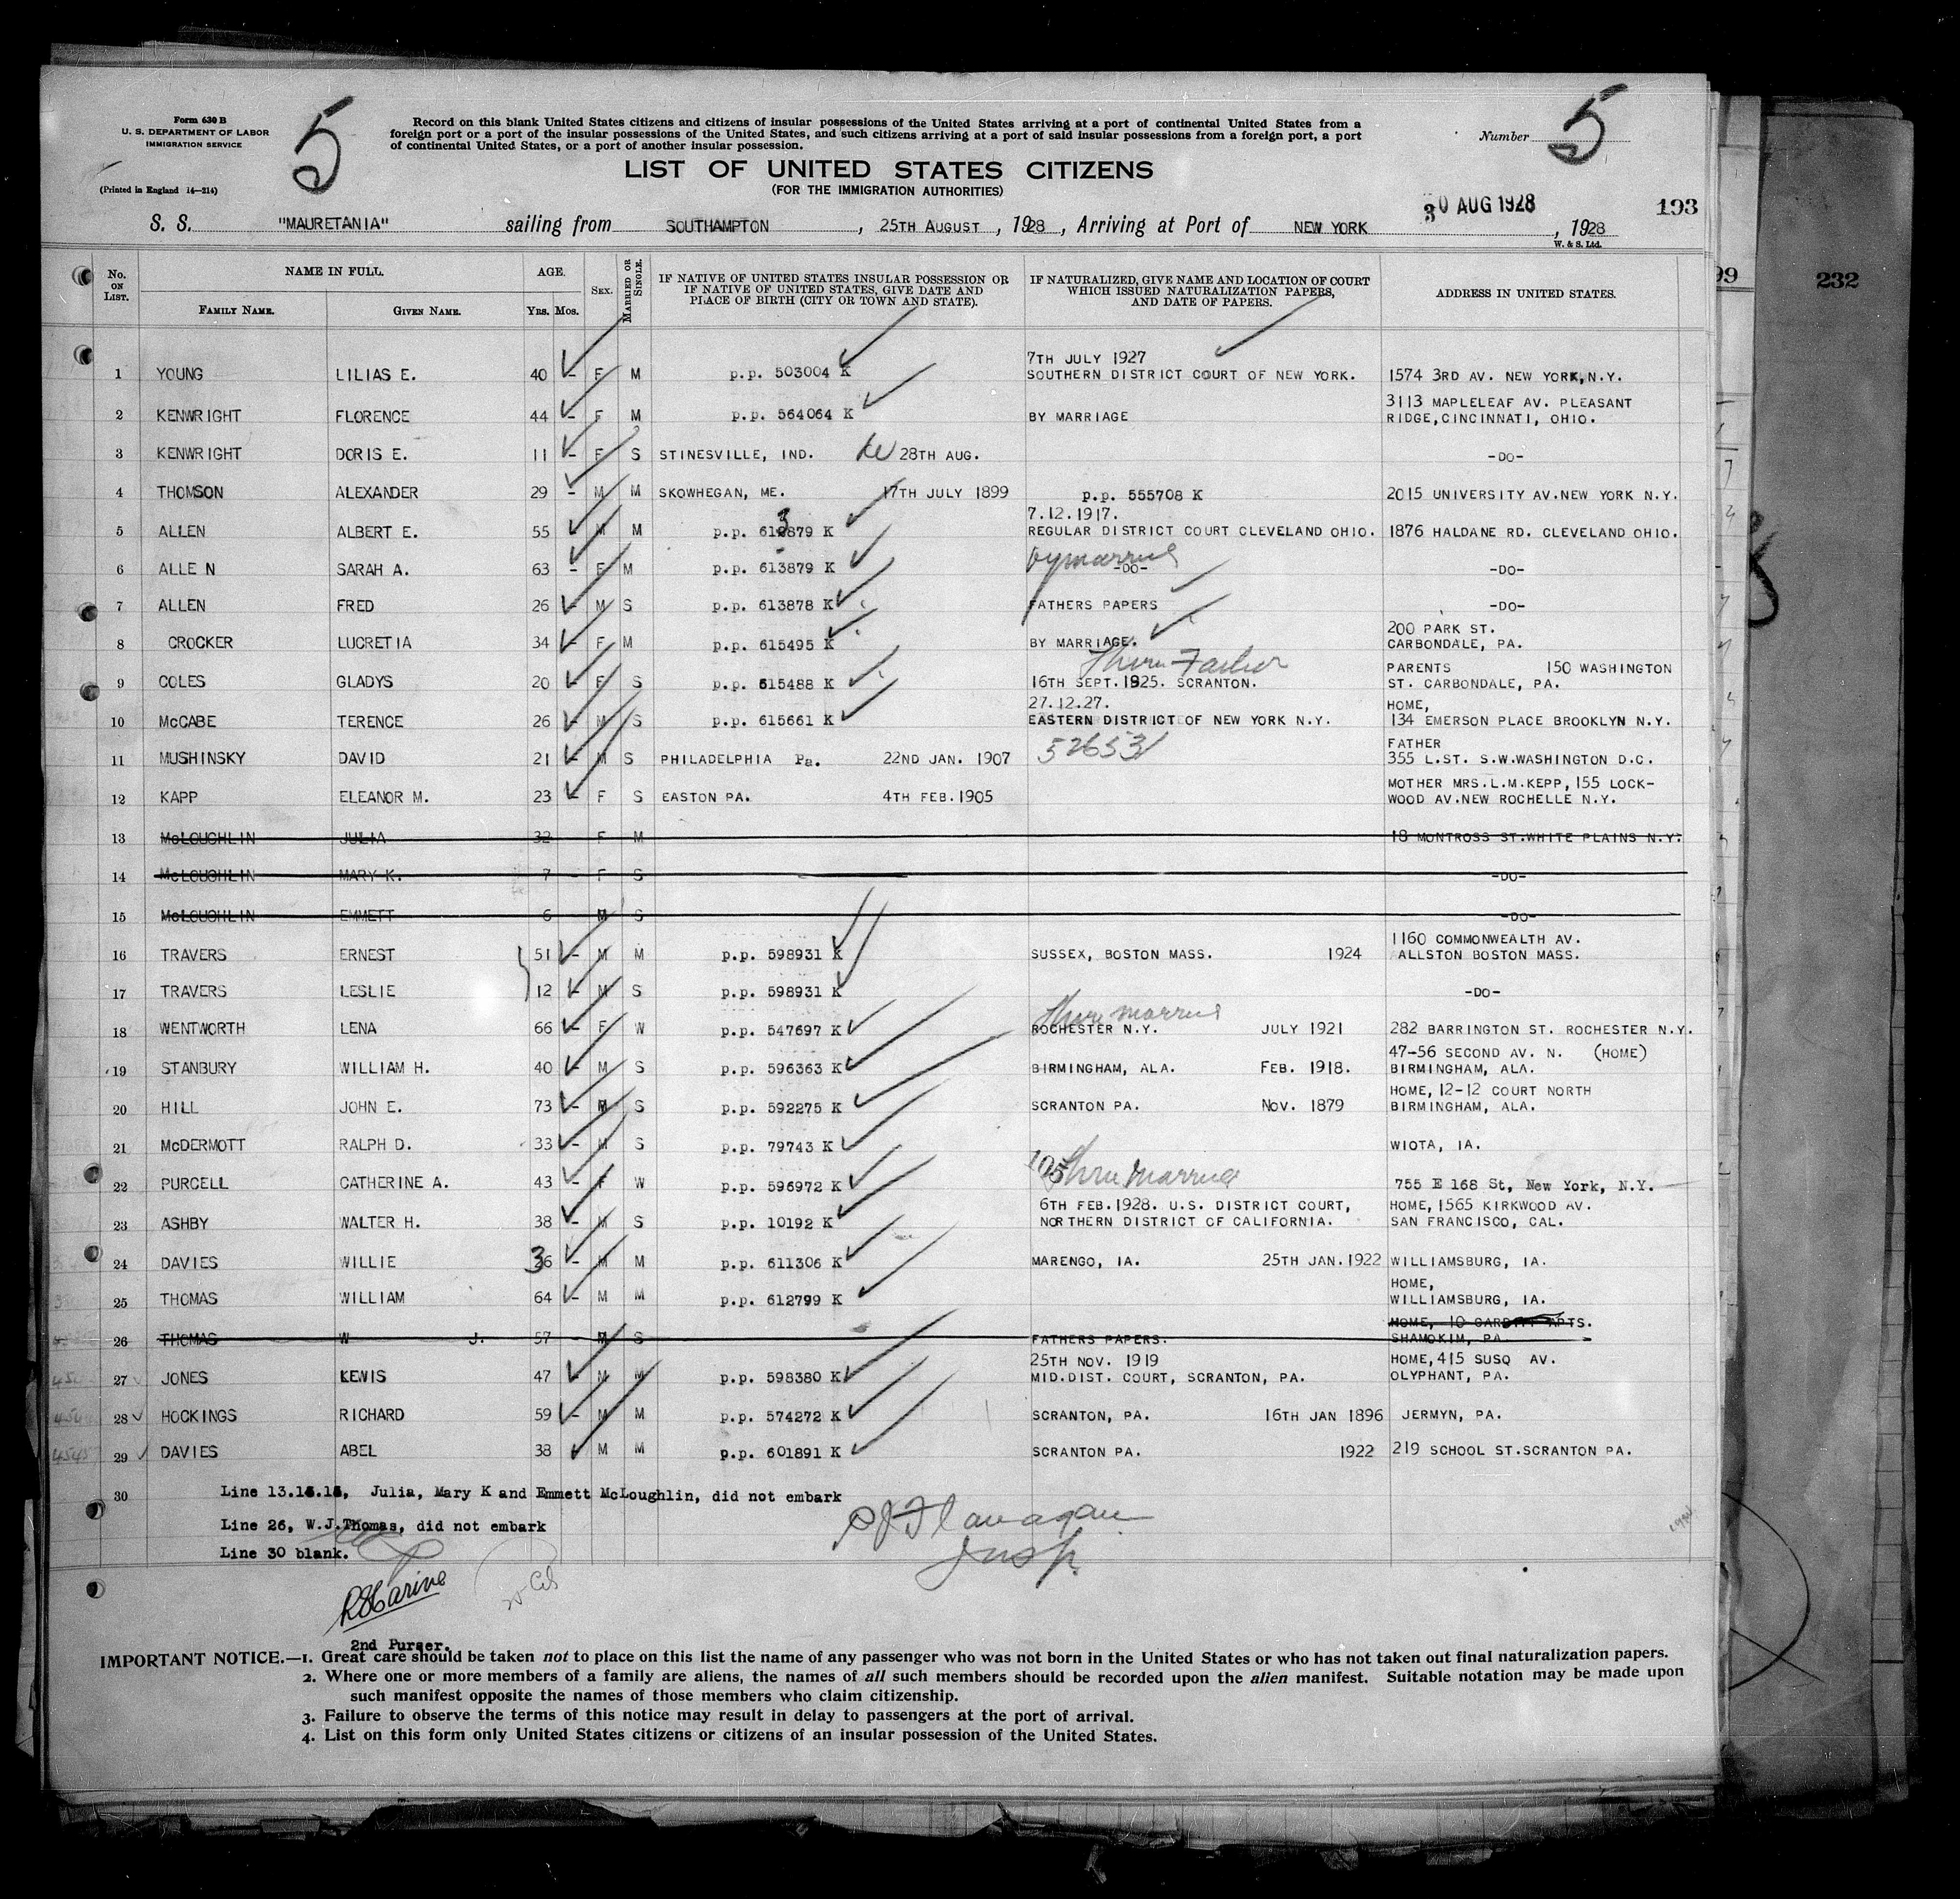 Form 630 B
U. S. DEPARTMENT OF LABOR
IMMIGRATION SERVICE
(Printed in England 14—214)
5
Record on this blank United States citizens and citizens of insular possessions of the United States arriving at a port of continental United States from a
foreign port or a port of the insular possessions of the United States, and such citizens arriving at a port of said insular possessions from a foreign port, a port
of continental United States, or a port of another insular possession.
Number 5
LIST OF UNITED STATES CITIZENS
(FOR THE IMMIGRATION AUTHORITIES)
30 AUG 1928
193
S. S. "MAURETANIA" sailing from SOUTHAMPTON, 25TH AUGUST, 1928, Arriving at Port of NEW YORK, 1928
W. & S. Ltd.
99
232
No. ON LIST. NAME IN FULL. AGE. SEX. MARRIED OR SINGLE. IF NATIVE OF UNITED STATES INSULAR POSSESSION OR IF NATIVE OF UNITED STATES, GIVE DATE AND PLACE OF BIRTH (CITY OR TOWN AND STATE). IF NATURALIZED, GIVE NAME AND LOCATION OF COURT WHICH ISSUED NATURALIZATION PAPERS, AND DATE OF PAPERS. ADDRESS IN UNITED STATES.
FAMILY NAME. GIVEN NAME. YRS. MOS.
7TH JULY 1927
1 YOUNG LILIAS E. 40 - F M P.P. 503004 K SOUTHERN DISTRICT COURT OF NEW YORK. 1574 3RD AV. NEW YORK, N.Y.
3113 MAPLELEAF AV. PLEASANT
2 KENWRIGHT FLORENCE 44 - F M P.P. 564064 K BY MARRIAGE RIDGE, CINCINNATI, OHIO.
3 KENWRIGHT DORIS E. 11 - F S STINESVILLE, IND. 28TH AUG. -DO-
4 THOMSON ALEXANDER 29 - M M SKOWHEGAN, ME. 17TH JULY 1899 P.P. 555708 K 2015 UNIVERSITY AV. NEW YORK N.Y.
3 7.12.1917.
5 ALLEN ALBERT E. 55 - M M P.P. 612879 K REGULAR DISTRICT COURT CLEVELAND OHIO. 1876 HALDANE RD. CLEVELAND OHIO.
by marriage
6 ALLE N SARAH A. 63 - F M P.P. 613879 K -DO- -DO-
7 ALLEN FRED 26 - M S P.P. 613878 K FATHERS PAPERS -DO-
200 PARK ST.
8 CROCKER LUCRETIA 34 - F M P.P. 615495 K BY MARRIAGE. CARBONDALE, PA.
Thru Father PARENTS 150 WASHINGTON
9 COLES GLADYS 20 - F S P.P. 615488 K 16TH SEPT. 1925. SCRANTON. ST. CARBONDALE, PA.
27.12.27. HOME,
10 McCABE TERENCE 26 - M S P.P. 615661 K EASTERN DISTRICT OF NEW YORK N.Y. 134 EMERSON PLACE BROOKLYN N.Y.
52653 FATHER
11 MUSHINSKY DAVID 21 - M S PHILADELPHIA Pa. 22ND JAN. 1907 355 L.ST. S.W.WASHINGTON D.C.
MOTHER MRS.L.M.KEPP, 155 LOCK-
12 KAPP ELEANOR M. 23 - F S EASTON PA. 4TH FEB. 1905 WOOD AV.NEW ROCHELLE N.Y.
13 McLOUGHLIN JULIA 32 F M 18 MONTROSS ST.WHITE PLAINS N.Y.
14 McLOUGHLIN MARY K. 7 - F S -DO-
15 McLOUGHLIN EMMETT 6 M S -DO-
1160 COMMONWEALTH AV.
16 TRAVERS ERNEST 51 - M M P.P. 598931 K SUSSEX, BOSTON MASS. 1924 ALLSTON BOSTON MASS.
17 TRAVERS LESLIE 12 - M S P.P. 598931 K -DO-
thru marriage
18 WENTWORTH LENA 66 - F W P.P. 547697 K ROCHESTER N.Y. JULY 1921 282 BARRINGTON ST. ROCHESTER N.Y.
47-56 SECOND AV. N. (HOME)
19 STANBURY WILLIAM H. 40 - M S P.P. 596363 K BIRMINGHAM, ALA. FEB. 1918. BIRMINGHAM, ALA.
HOME, 12-12 COURT NORTH
20 HILL JOHN E. 73 - M S P.P. 592275 K SCRANTON PA. NOV. 1879 BIRMINGHAM, ALA.
21 McDERMOTT RALPH D. 33 - M S P.P. 79743 K WIOTA, IA.
105 thru marriage
22 PURCELL CATHERINE A. 43 - F W P.P. 596972 K 755 E 168 St, New York, N.Y.
6TH FEB. 1928. U.S. DISTRICT COURT, HOME, 1565 KIRKWOOD AV.
23 ASHBY WALTER H. 38 - M S P.P. 10192 K NORTHERN DISTRICT OF CALIFORNIA. SAN FRANCISCO, CAL.
24 DAVIES WILLIE 36 - M M P.P. 611306 K MARENGO, IA. 25TH JAN. 1922 WILLIAMSBURG, IA.
HOME,
25 THOMAS WILLIAM 64 - M M P.P. 612799 K WILLIAMSBURG, IA.
HOME, 10 CARDIFF APTS.
26 THOMAS W J. 57 - M S FATHERS PAPERS. SHAMOKIM, PA
25TH NOV. 1919 HOME, 415 SUSQ AV.
27 JONES LEWIS 47 M M P.P. 598380 K MID.DIST. COURT, SCRANTON, PA. OLYPHANT, PA.
28 HOCKINGS RICHARD 59 - M M P.P. 574272 K SCRANTON, PA. 16TH JAN 1896 JERMYN, PA.
29 DAVIES ABEL 38 M M P.P. 601891 K SCRANTON PA. 1922 219 SCHOOL ST.SCRANTON PA.
30 Line 13.14.15, Julia, Mary K and Emmett McLoughlin, did not embark
Line 26, W.J.Thomas, did not embark
Line 30 blank.
Flanagan
Insp.
2nd Purser.
IMPORTANT NOTICE.—1. Great care should be taken not to place on this list the name of any passenger who was not born in the United States or who has not taken out final naturalization papers.
2. Where one or more members of a family are aliens, the names of all such members should be recorded upon the alien manifest. Suitable notation may be made upon
such manifest opposite the names of those members who claim citizenship.
3. Failure to observe the terms of this notice may result in delay to passengers at the port of arrival.
4. List on this form only United States citizens or citizens of an insular possession of the United States.